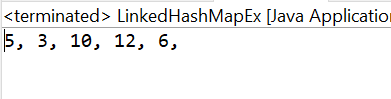 <terminated> LinkedHashMapEx [Java Application
5, 3, 10, 12, 6,